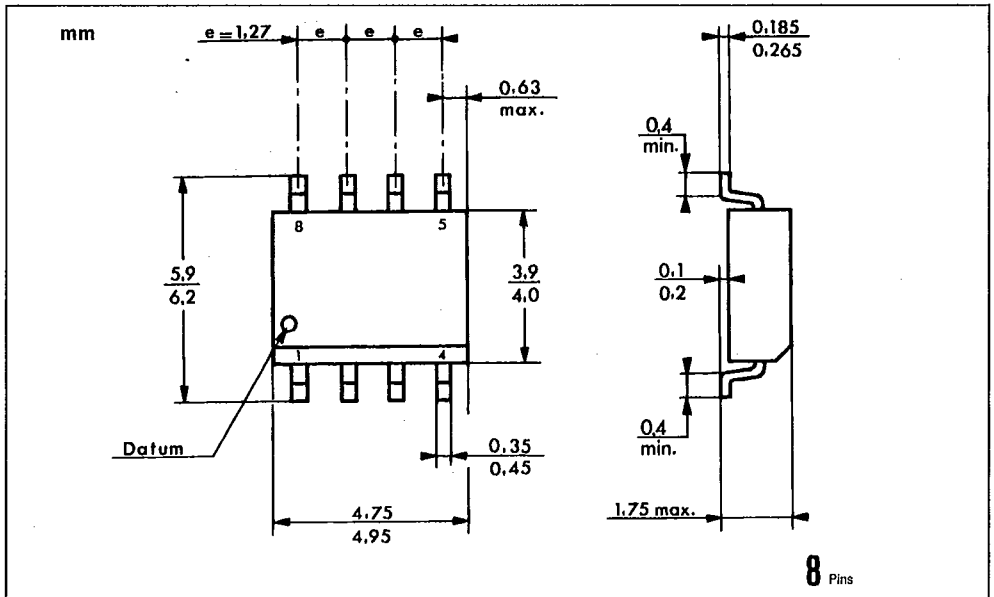 mm
e = 1,27
e
e
e
0,185
0,265
0,63
max.
0,4
min.
8
5
5,9
6,2
3,9
4,0
0,1
0,2
1
4
Datum
0,35
0,45
0,4
min.
4,75
4,95
1,75 max.
8 Pins